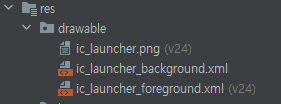 res
drawable
ic_launcher.png (v24)
ic_launcher_background.xml
ic_launcher_foreground.xml (v24)